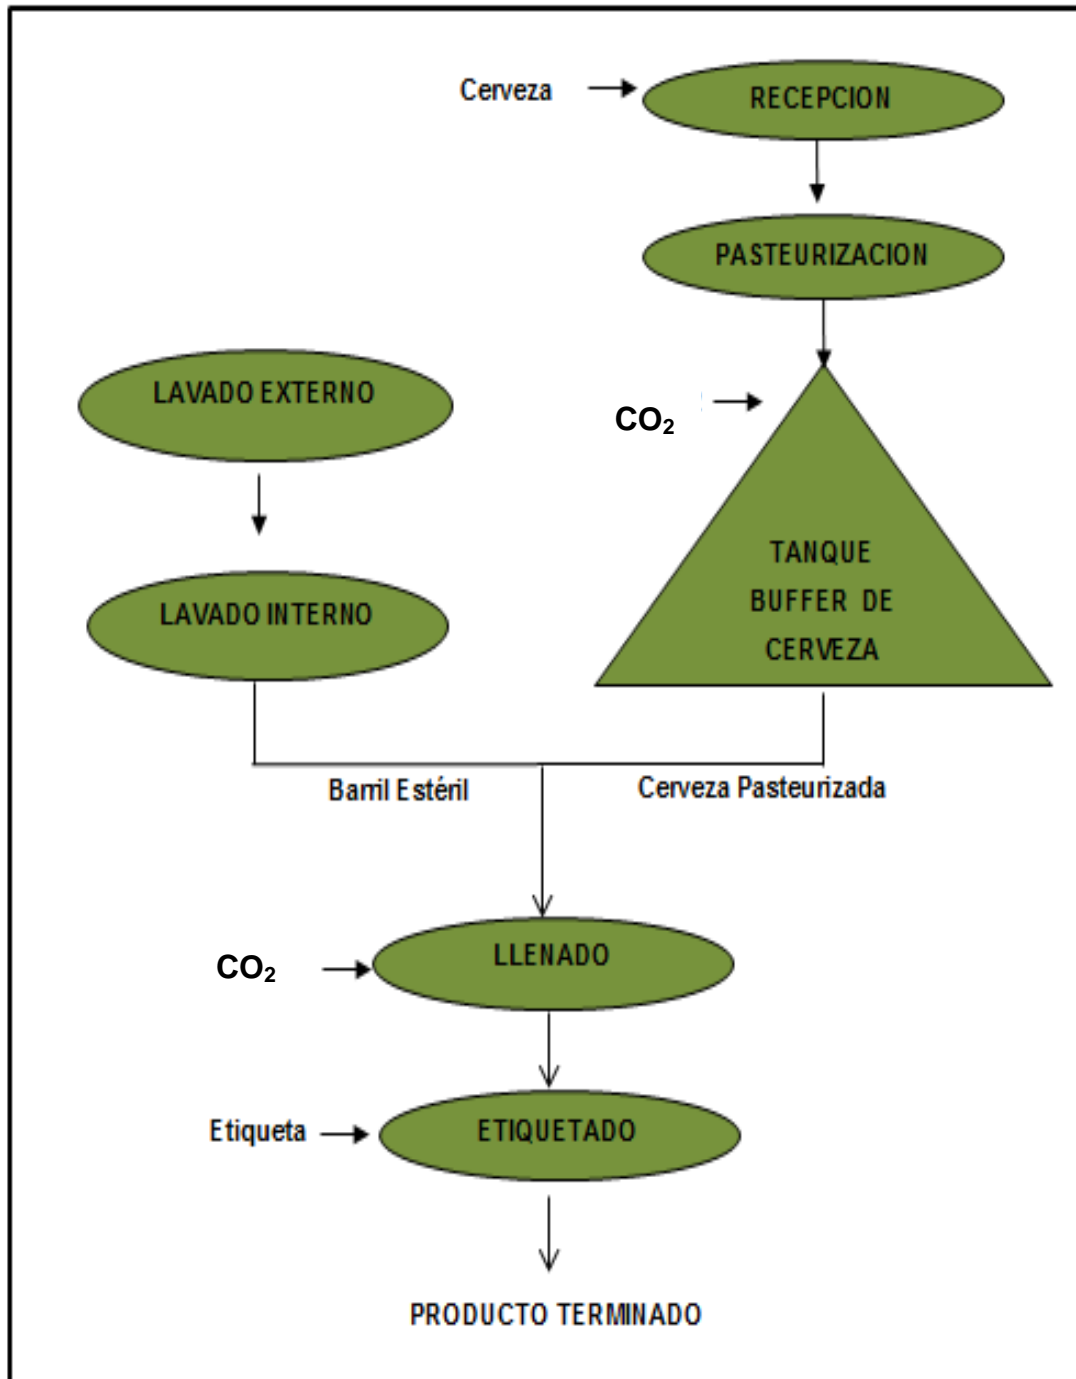 Cerveza
RECEPCION
PASTEURIZACION
LAVADO EXTERNO
CO₂
LAVADO INTERNO
TANQUE
BUFFER DE
CERVEZA
Barril Estéril
Cerveza Pasteurizada
CO₂
LLENADO
Etiqueta
ETIQUETADO
PRODUCTO TERMINADO